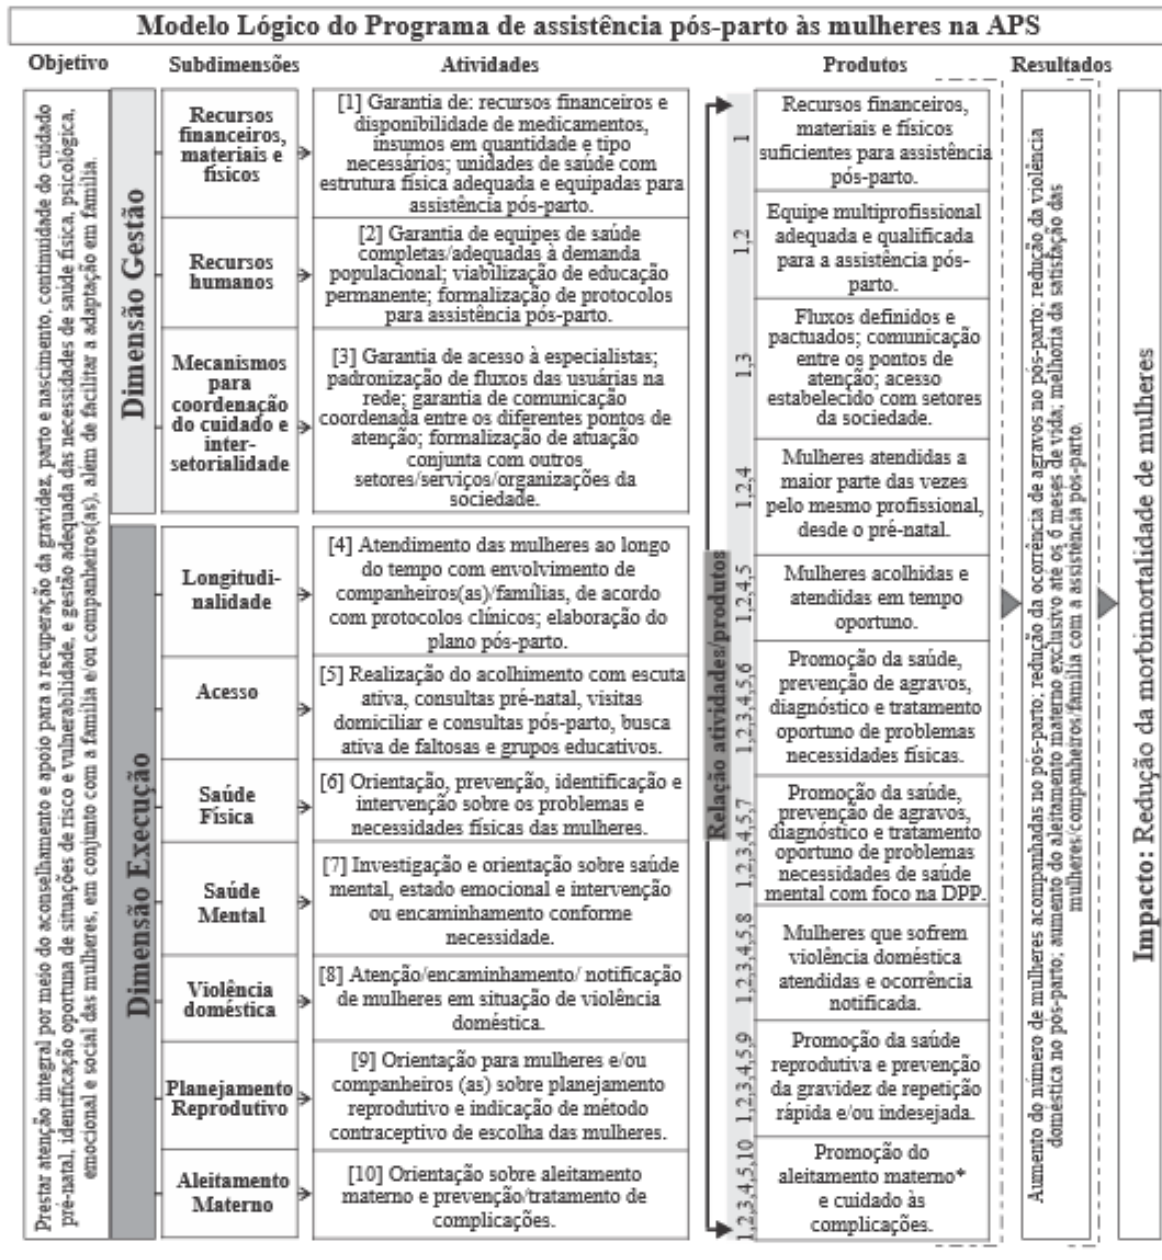 Modelo Lógico do Programa de assistência pós-parto às mulheres na APS
Objetivo
Subdimensões
Atividades
Produtos
Resultados
Prestar atenção integral por meio do aconselhamento e apoio para a recuperação da gravidez, parto e nascimento, continuidade do cuidado
pré-natal, identificação oportuna de situações de risco e vulnerabilidade, e gestão adequada das necessidades de saúde física, psicológica,
emocional e social das mulheres, em conjunto com a família e/ou companheiros(as), além de facilitar a adaptação em família.
Dimensão Gestão
Recursos
financeiros,
materiais e
físicos
[1] Garantia de: recursos financeiros e
disponibilidade de medicamentos,
insumos em quantidade e tipo
necessários; unidades de saúde com
estrutura física adequada e equipadas para
assistência pós-parto.
Recursos
humanos
[2] Garantia de equipes de saúde
completas/adequadas à demanda
populacional; viabilização de educação
permanente; formalização de protocolos
para assistência pós-parto.
Mecanismos
para
coordenação
do cuidado e
inter-
setorialidade
[3] Garantia de acesso à especialistas;
padronização de fluxos das usuárias na
rede; garantia de comunicação
coordenada entre os diferentes pontos de
atenção; formalização de atuação
conjunta com outros
setores/serviços/organizações da
sociedade.
Dimensão Execução
Longitudi-
nalidade
[4] Atendimento das mulheres ao longo
do tempo com envolvimento de
companheiros(as)/famílias, de acordo
com protocolos clínicos; elaboração do
plano pós-parto.
Acesso
[5] Realização do acolhimento com escuta
ativa, consultas pré-natal, visitas
domiciliar e consultas pós-parto, busca
ativa de faltosas e grupos educativos.
Saúde
Física
[6] Orientação, prevenção, identificação e
intervenção sobre os problemas e
necessidades físicas das mulheres.
Saúde
Mental
[7] Investigação e orientação sobre saúde
mental, estado emocional e intervenção
ou encaminhamento conforme
necessidade.
Violência
doméstica
[8] Atenção/encaminhamento/ notificação
de mulheres em situação de violência
doméstica.
Planejamento
Reprodutivo
[9] Orientação para mulheres e/ou
companheiros (as) sobre planejamento
reprodutivo e indicação de método
contraceptivo de escolha das mulheres.
Aleitamento
Materno
[10] Orientação sobre aleitamento
materno e prevenção/tratamento de
complicações.
Relação atividades/produtos
1
Recursos financeiros,
materiais e físicos
suficientes para assistência
pós-parto.
1,2
Equipe multiprofissional
adequada e qualificada
para a assistência pós-
parto.
1,3
Fluxos definidos e
pactuados; comunicação
entre os pontos de
atenção; acesso
estabelecido com setores
da sociedade.
1,2,4
Mulheres atendidas a
maior parte das vezes
pelo mesmo profissional,
desde o pré-natal.
1,2,4,5
Mulheres acolhidas e
atendidas em tempo
oportuno.
1,2,3,4,5,6
Promoção da saúde,
prevenção de agravos,
diagnóstico e tratamento
oportuno de problemas
necessidades físicas.
1,2,3,4,5,7
Promoção da saúde,
prevenção de agravos,
diagnóstico e tratamento
oportuno de problemas
necessidades de saúde
mental com foco na DPP.
1,2,3,4,5,8
Mulheres que sofrem
violência doméstica
atendidas e ocorrência
notificada.
1,2,3,4,5,9
Promoção da saúde
reprodutiva e prevenção
da gravidez de repetição
rápida e/ou indesejada.
1,2,3,4,5,10
Promoção do
aleitamento materno*
e cuidado às
complicações.
Aumento do número de mulheres acompanhadas no pós-parto; redução da ocorrência de agravos no pós-parto; redução da violência
doméstica no pós-parto; aumento do aleitamento materno exclusivo até os 6 meses de vida; melhoria da satisfação das
mulheres/companheiros/família com a assistência pós-parto.
Impacto: Redução da morbimortalidade de mulheres